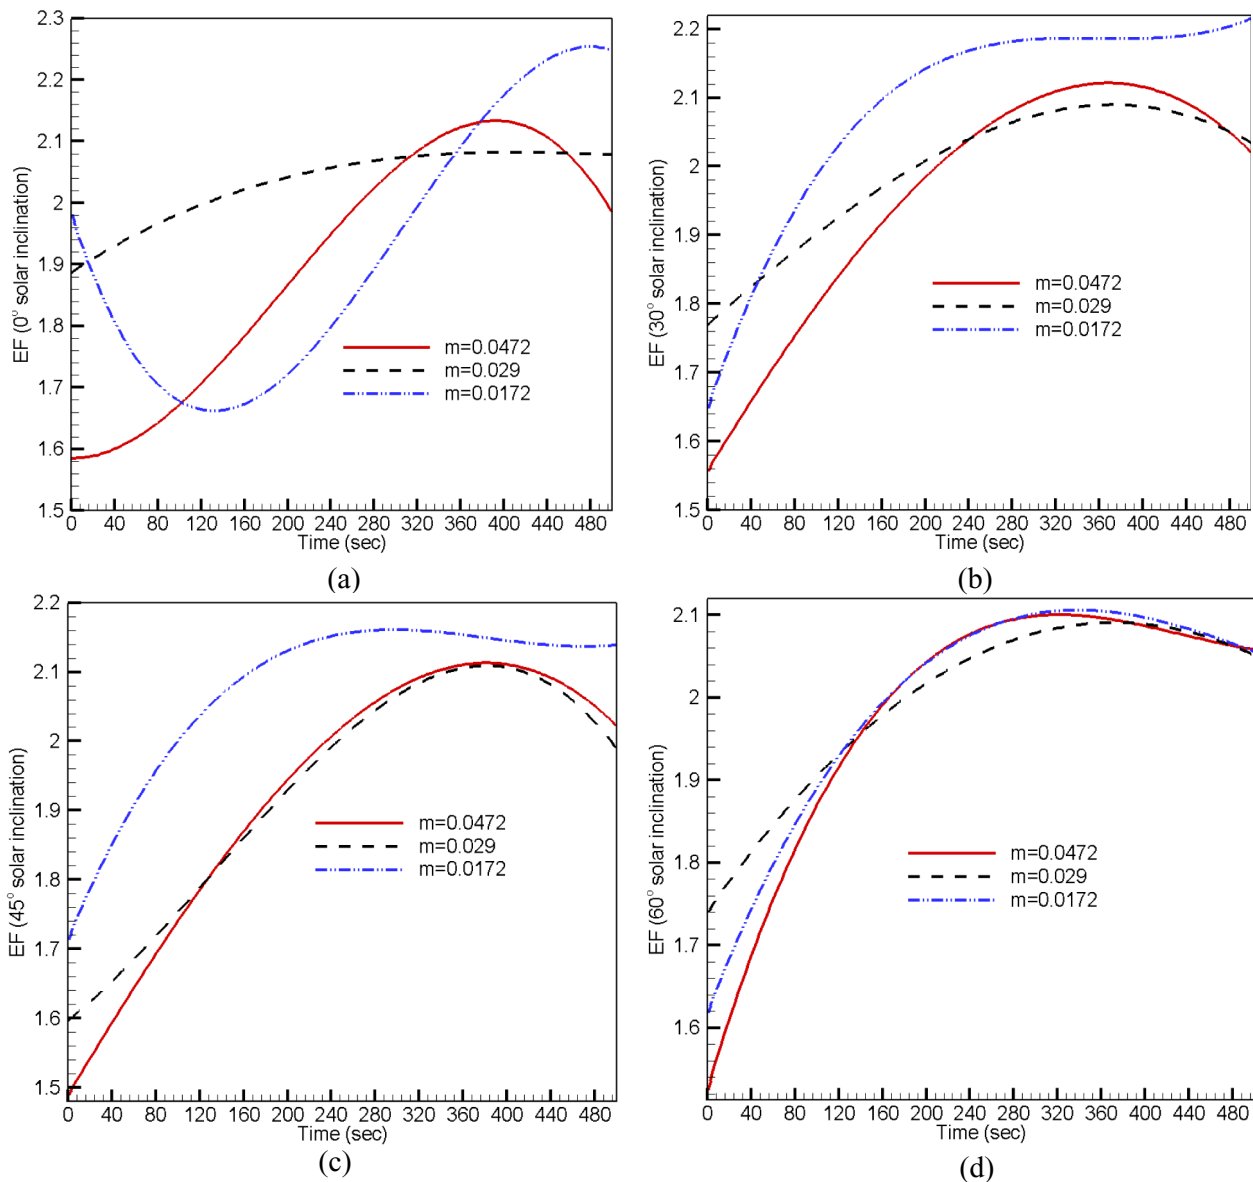 EF (0° solar inclination)
2.3
2.2
2.1
2
1.9
1.8
1.7
1.6
1.5
m=0.0472
m=0.029
m=0.0172
0 40 80 120 160 200 240 280 320 360 400 440 480
Time (sec)
(a)
EF (30° solar inclination)
2.2
2.1
2
1.9
1.8
1.7
1.6
1.5
m=0.0472
m=0.029
m=0.0172
0 40 80 120 160 200 240 280 320 360 400 440 480
Time (sec)
(b)
EF (45° solar inclination)
2.2
2.1
2
1.9
1.8
1.7
1.6
1.5
m=0.0472
m=0.029
m=0.0172
0 40 80 120 160 200 240 280 320 360 400 440 480
Time (sec)
(c)
EF (60° solar inclination)
2.1
2
1.9
1.8
1.7
1.6
m=0.0472
m=0.029
m=0.0172
0 40 80 120 160 200 240 280 320 360 400 440 480
Time (sec)
(d)